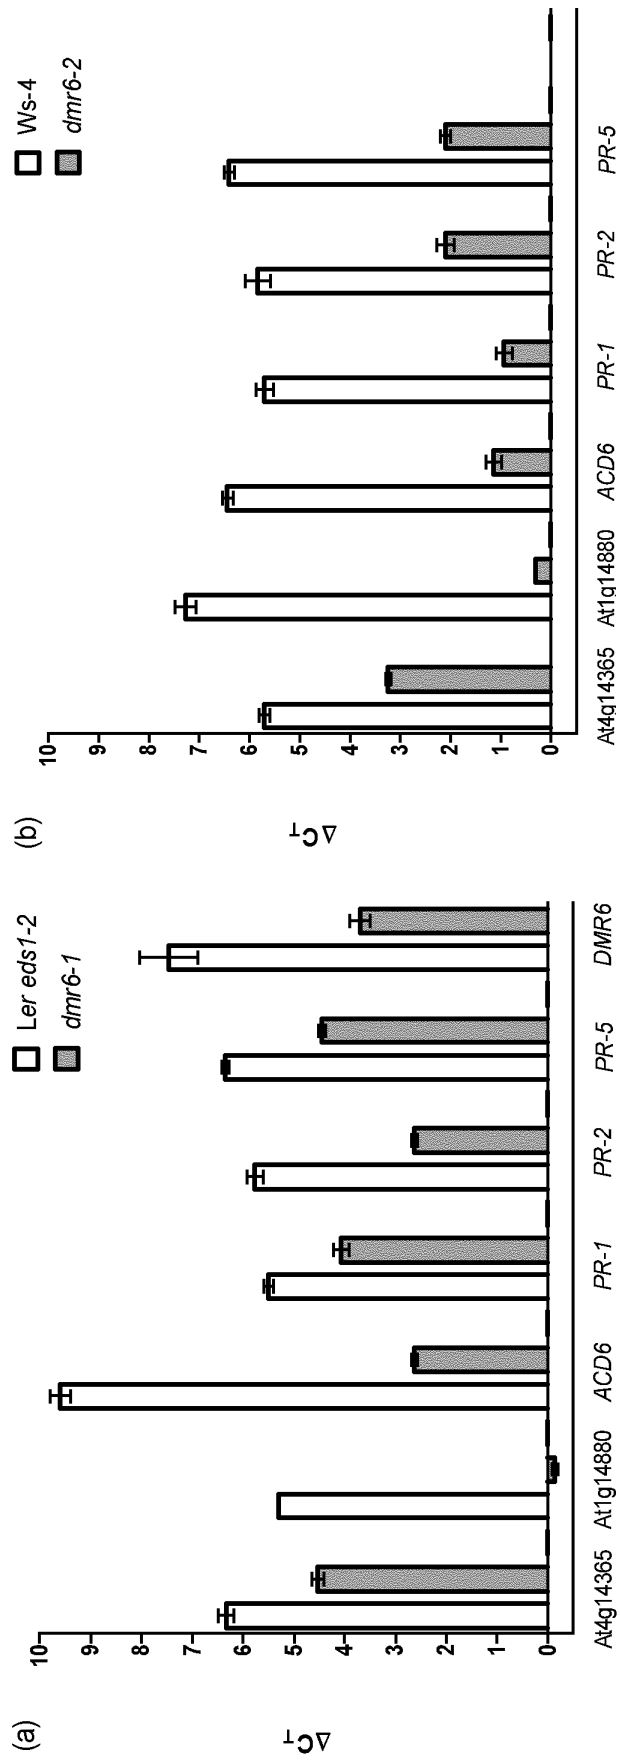 (a)
Ler eds1-2
dmr6-1
10
9
8
7
6
5
4
3
2
1
0
ΔCT
At4g14365
At1g14880
ACD6
PR-1
PR-2
PR-5
DMR6
(b)
Ws-4
dmr6-2
10
9
8
7
6
5
4
3
2
1
0
ΔCT
At4g14365
At1g14880
ACD6
PR-1
PR-2
PR-5